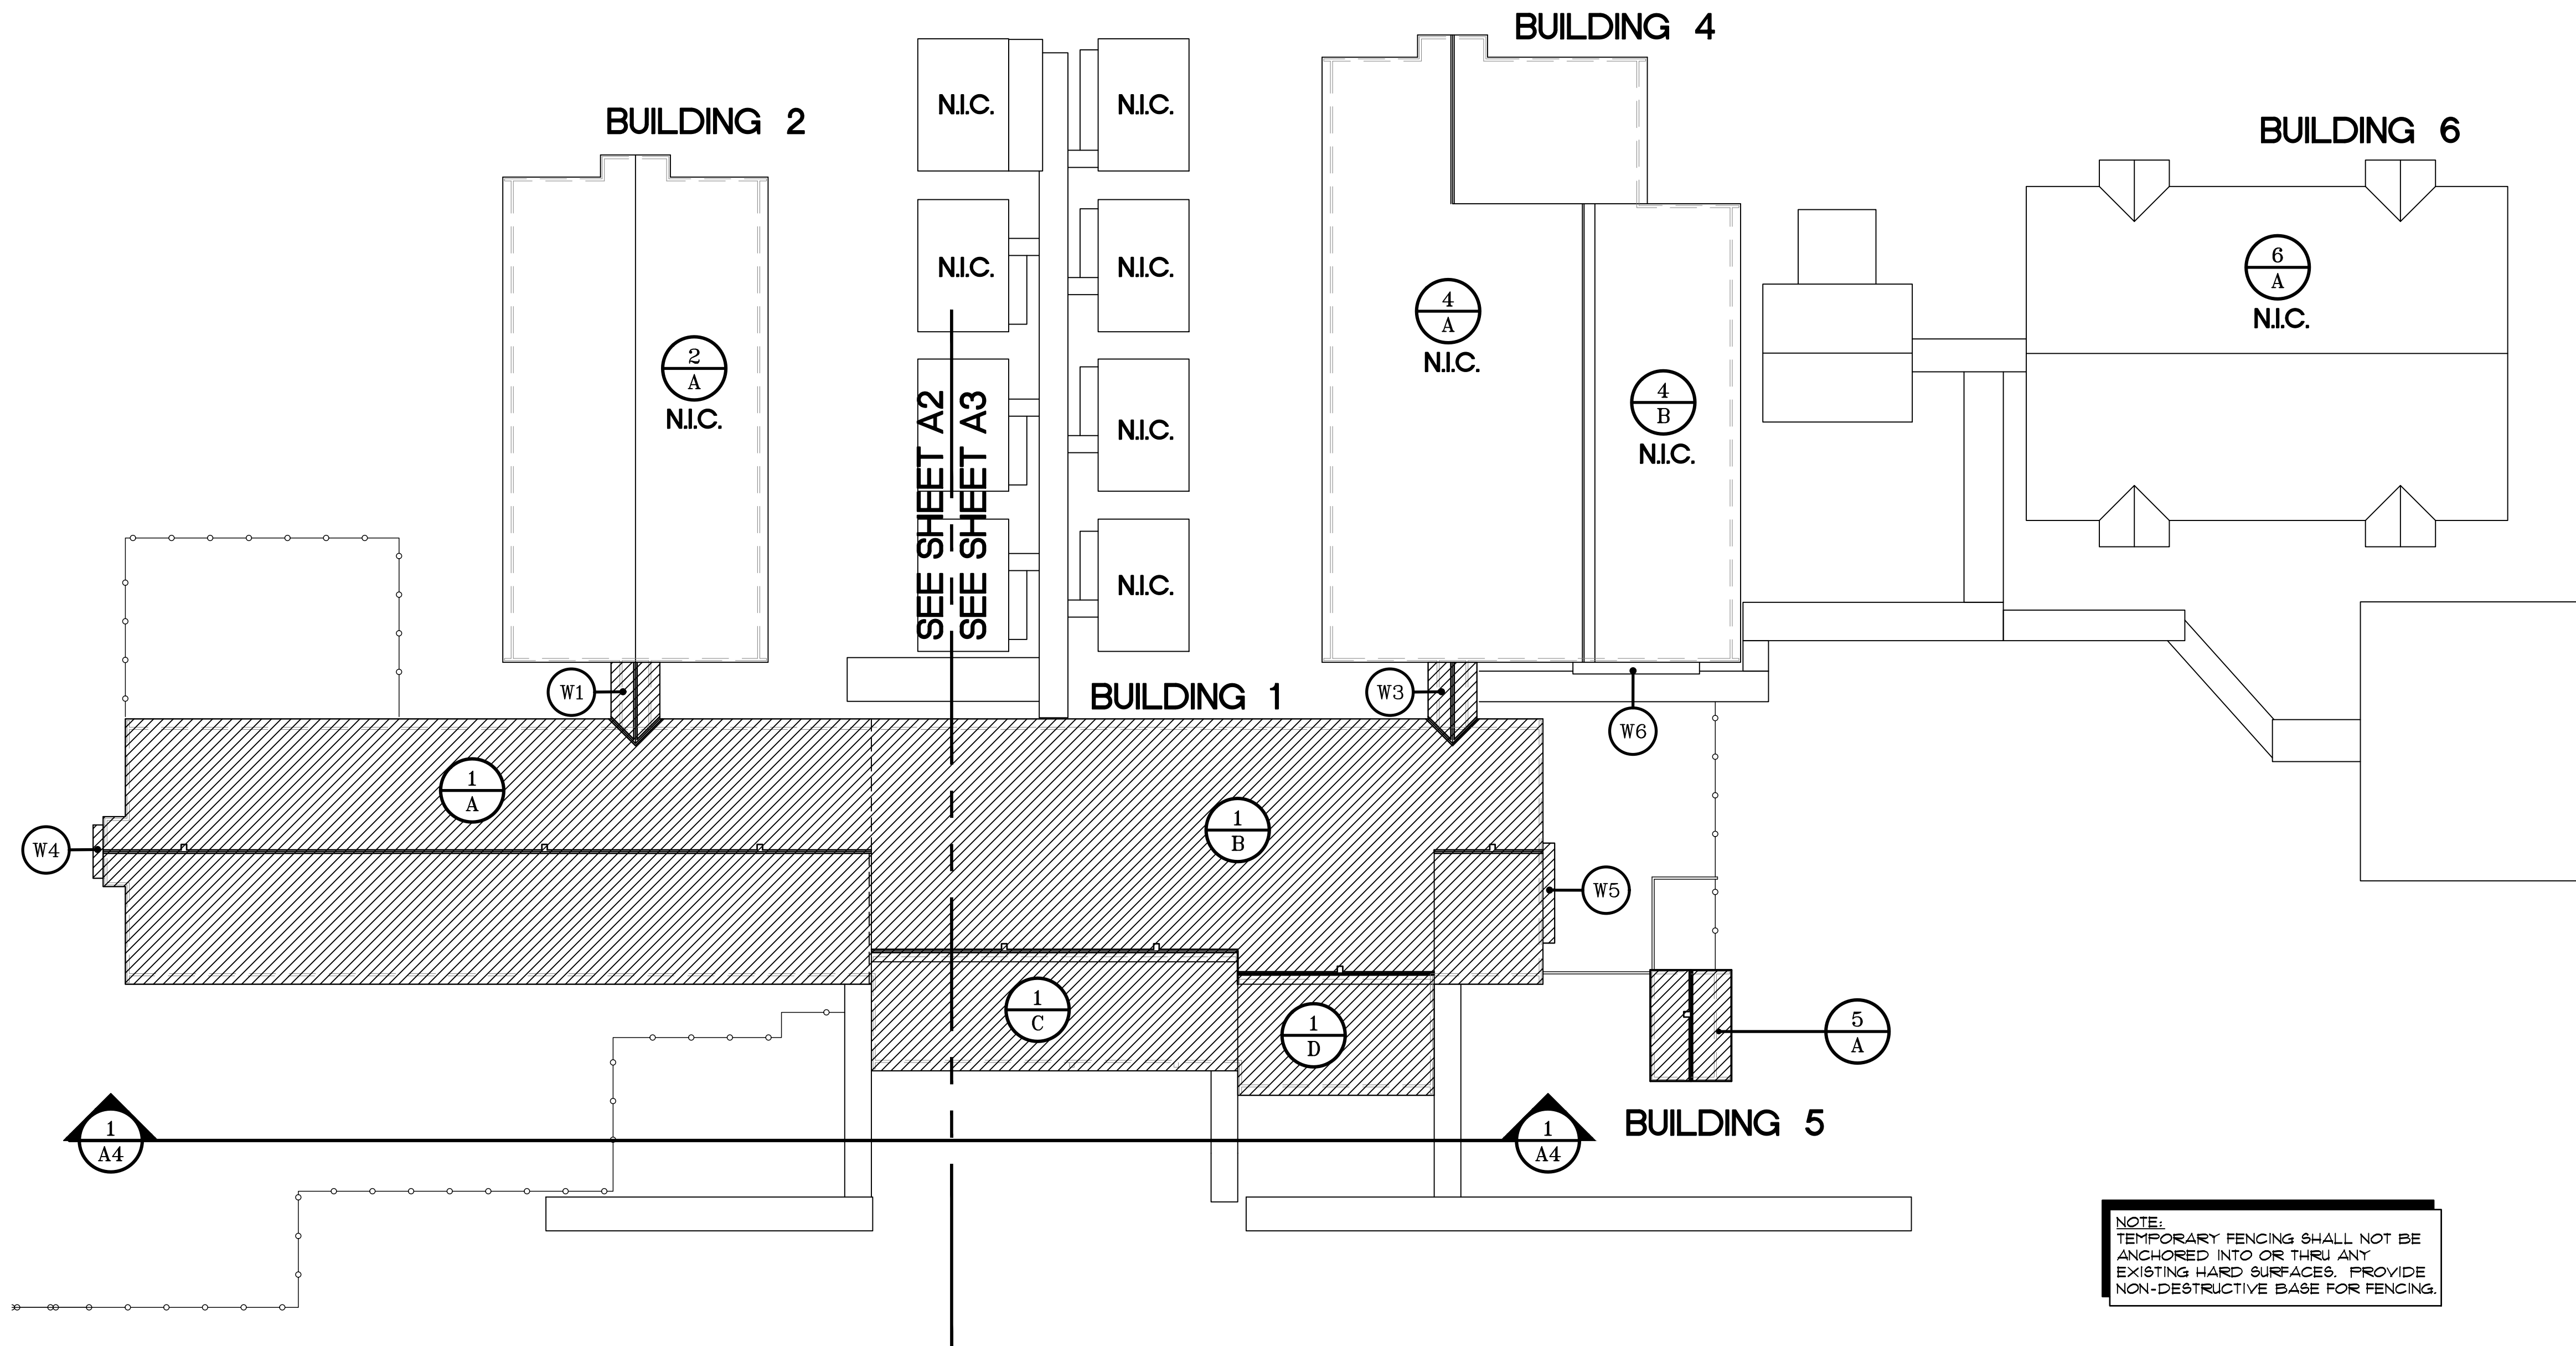 BUILDING 4
BUILDING 2
N.I.C.
N.I.C.
BUILDING 6
N.I.C.
N.I.C.
6
A
N.I.C.
4
A
N.I.C.
2
A
N.I.C.
4
B
N.I.C.
SEE SHEET A2
SEE SHEET A3
N.I.C.
N.I.C.
W1
BUILDING 1
W3
W6
1
A
1
B
W4
W5
1
C
1
D
5
A
BUILDING 5
1
A4
1
A4
NOTE:
TEMPORARY FENCING SHALL NOT BE
ANCHORED INTO OR THRU ANY
EXISTING HARD SURFACES. PROVIDE
NON-DESTRUCTIVE BASE FOR FENCING.